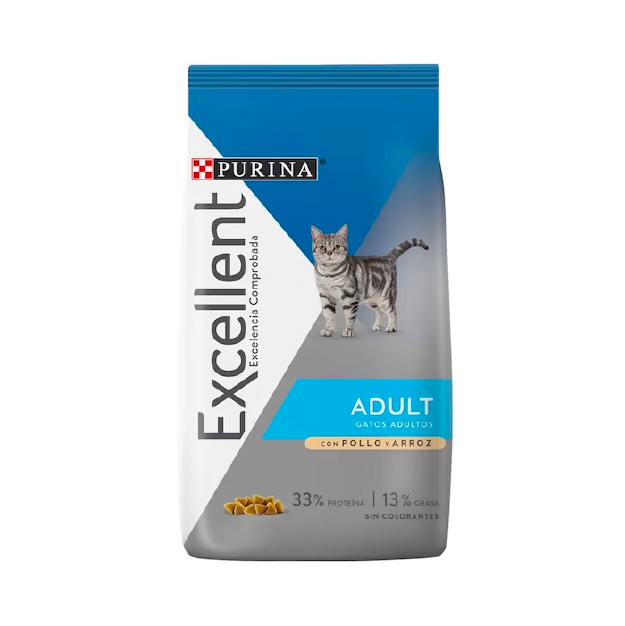 PURINA®
Excellent
Excelencia Comprobada
ADULT
GATOS ADULTOS
CON POLLO Y ARROZ
33% PROTEÍNA | 13% GRASA
SIN COLORANTES